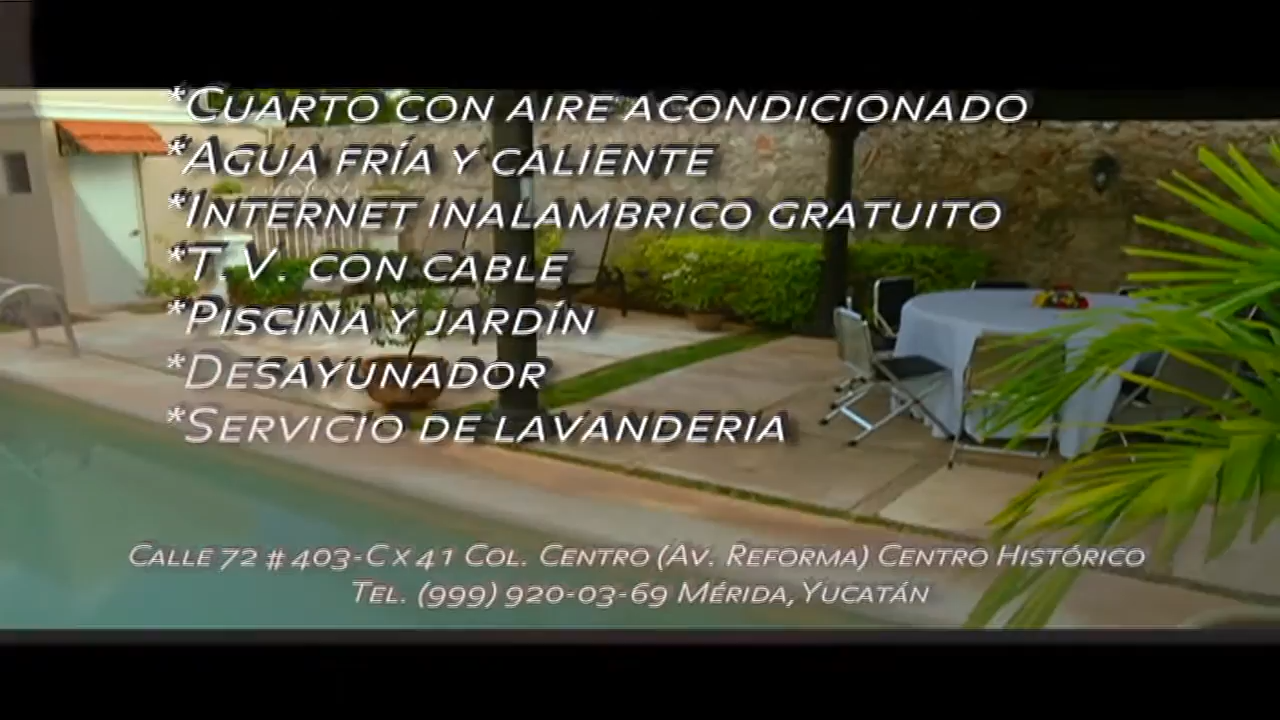 *Cuarto con aire acondicionado
*Agua fría y caliente
*Internet inalambrico gratuito
*T.V. con cable
*Piscina y jardín
*Desayunador
*Servicio de lavanderia
Calle 72 # 403-C x 41 Col. Centro (Av. Reforma) Centro Histórico
Tel. (999) 920-03-69 Mérida, Yucatán